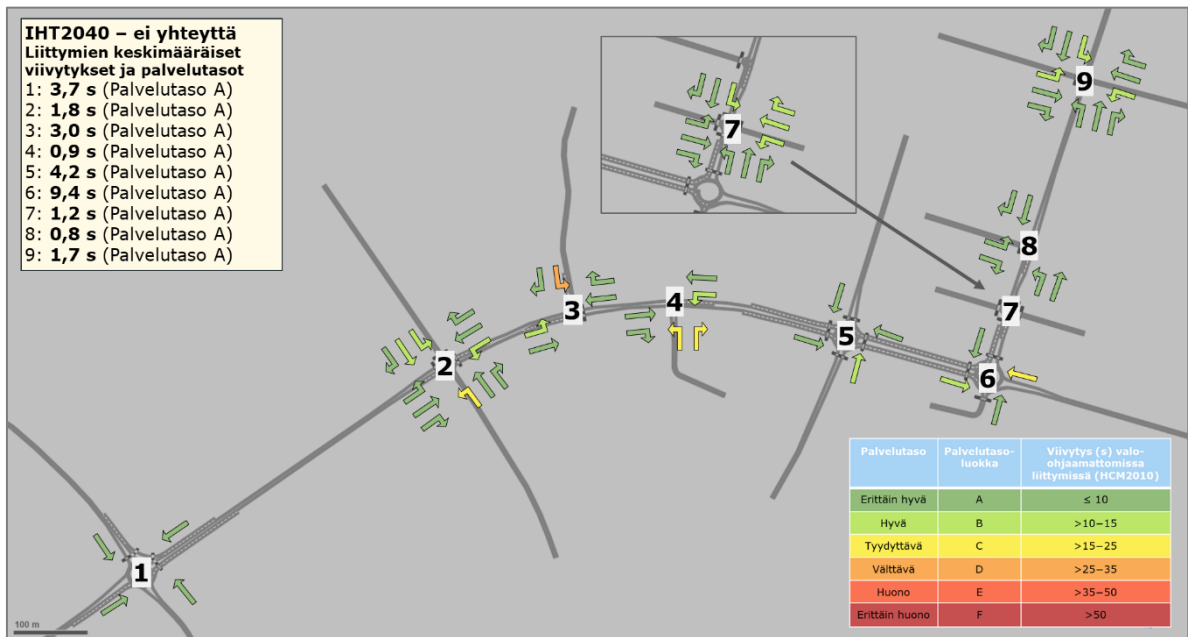 IHT2040 – ei yhteyttä
Liittymien keskimääräiset
viivytykset ja palvelutasot
1: 3,7 s (Palvelutaso A)
2: 1,8 s (Palvelutaso A)
3: 3,0 s (Palvelutaso A)
4: 0,9 s (Palvelutaso A)
5: 4,2 s (Palvelutaso A)
6: 9,4 s (Palvelutaso A)
7: 1,2 s (Palvelutaso A)
8: 0,8 s (Palvelutaso A)
9: 1,7 s (Palvelutaso A)
7
9
8
7
3
4
5
2
6
1
100 m
Palvelutaso Palvelutaso-luokka Viivytys (s) valo-ohjaamattomissa liittymissä (HCM2010)
Erittäin hyvä A ≤ 10
Hyvä B >10−15
Tyydyttävä C >15−25
Välttävä D >25−35
Huono E >35−50
Erittäin huono F >50